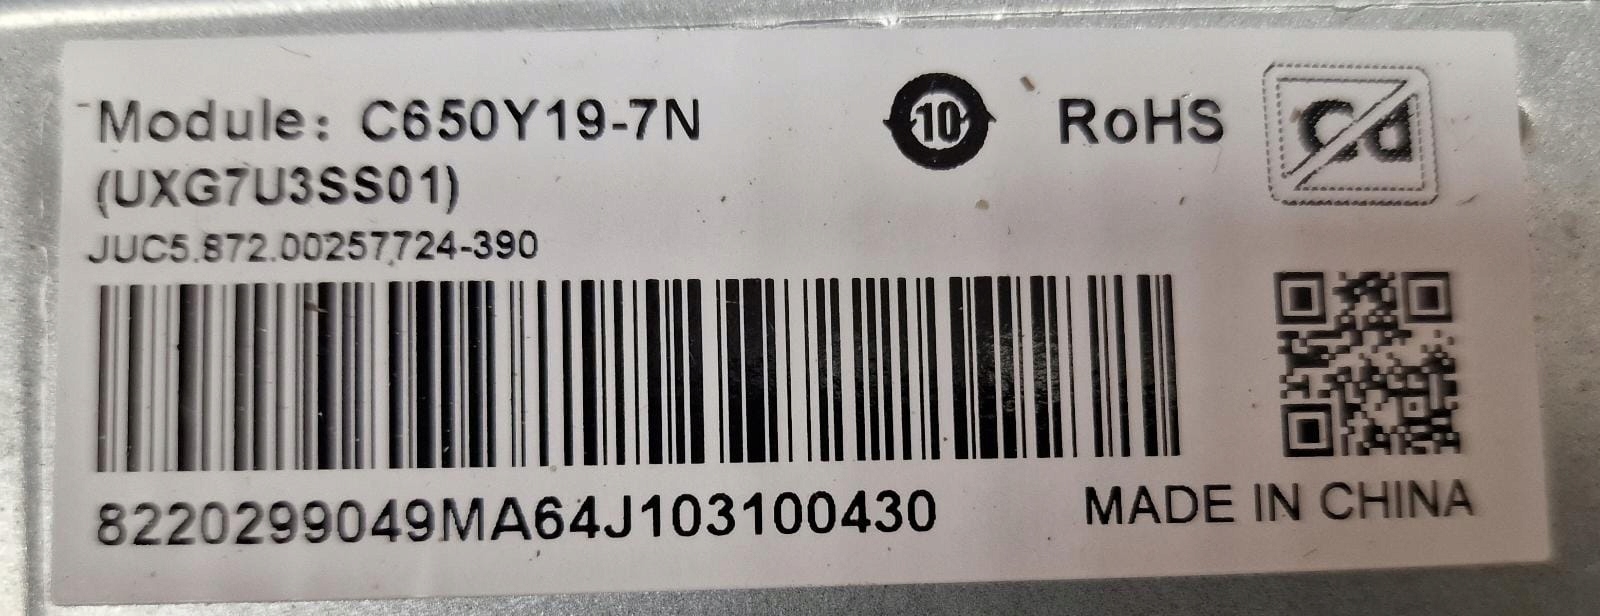 Module: C650Y19-7N
10
RoHS
Cd
(UXG7U3SS01)
JUC5.872.00257724-390
8220299049MA64J103100430
MADE IN CHINA